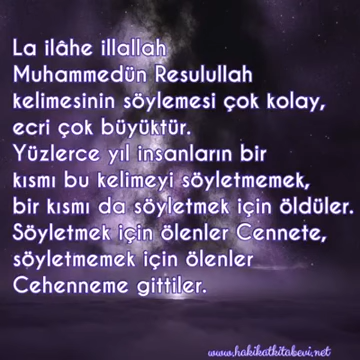 La ilâhe illallah
Muhammedün Resulullah
kelimesinin söylemesi çok kolay,
ecri çok büyüktür.
Yüzlerce yıl insanların bir
kısmı bu kelimeyi söyletmemek,
bir kısmı da söyletmek için öldüler.
Söyletmek için ölenler Cennete,
söyletmemek için ölenler
Cehenneme gittiler.
www.hakikatkitabevi.net